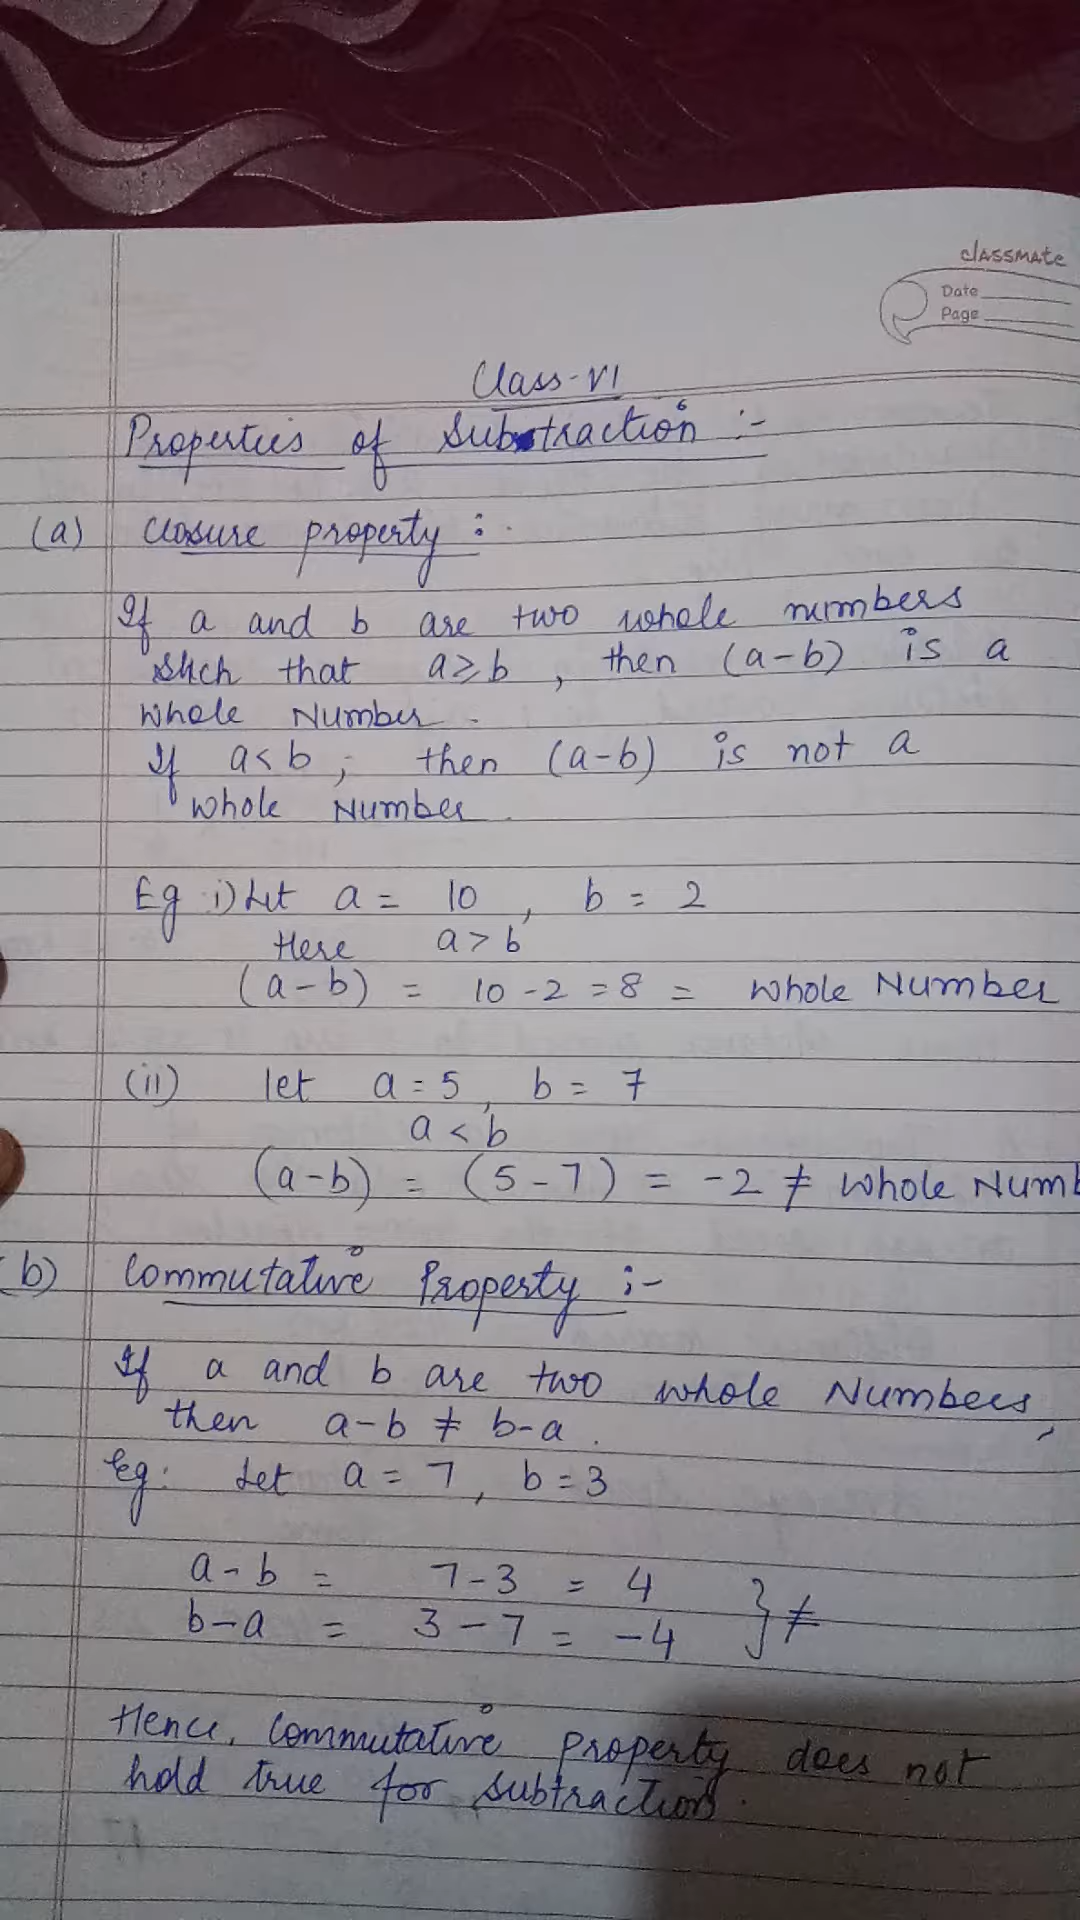 classmate
Date
Page
Class-VI
Properties of Subtraction :-
(a) Closure property :
If a and b are two whole numbers
such that a ≥ b , then (a-b) is a
whole Number.
If a < b , then (a-b) is not a
whole Number.
Eg i) Let a = 10 , b = 2
Here a > b
(a-b) = 10-2 = 8 = whole Number
(ii) let a = 5 , b = 7
a < b
(a-b) = (5-7) = -2 ≠ whole Numb
b) Commutative Property :-
If a and b are two whole Numbers,
then a-b ≠ b-a .
Eg: Let a = 7 , b = 3
a-b = 7-3 = 4
b-a = 3-7 = -4 } ≠
Hence, Commutative property does not
hold true for subtraction.